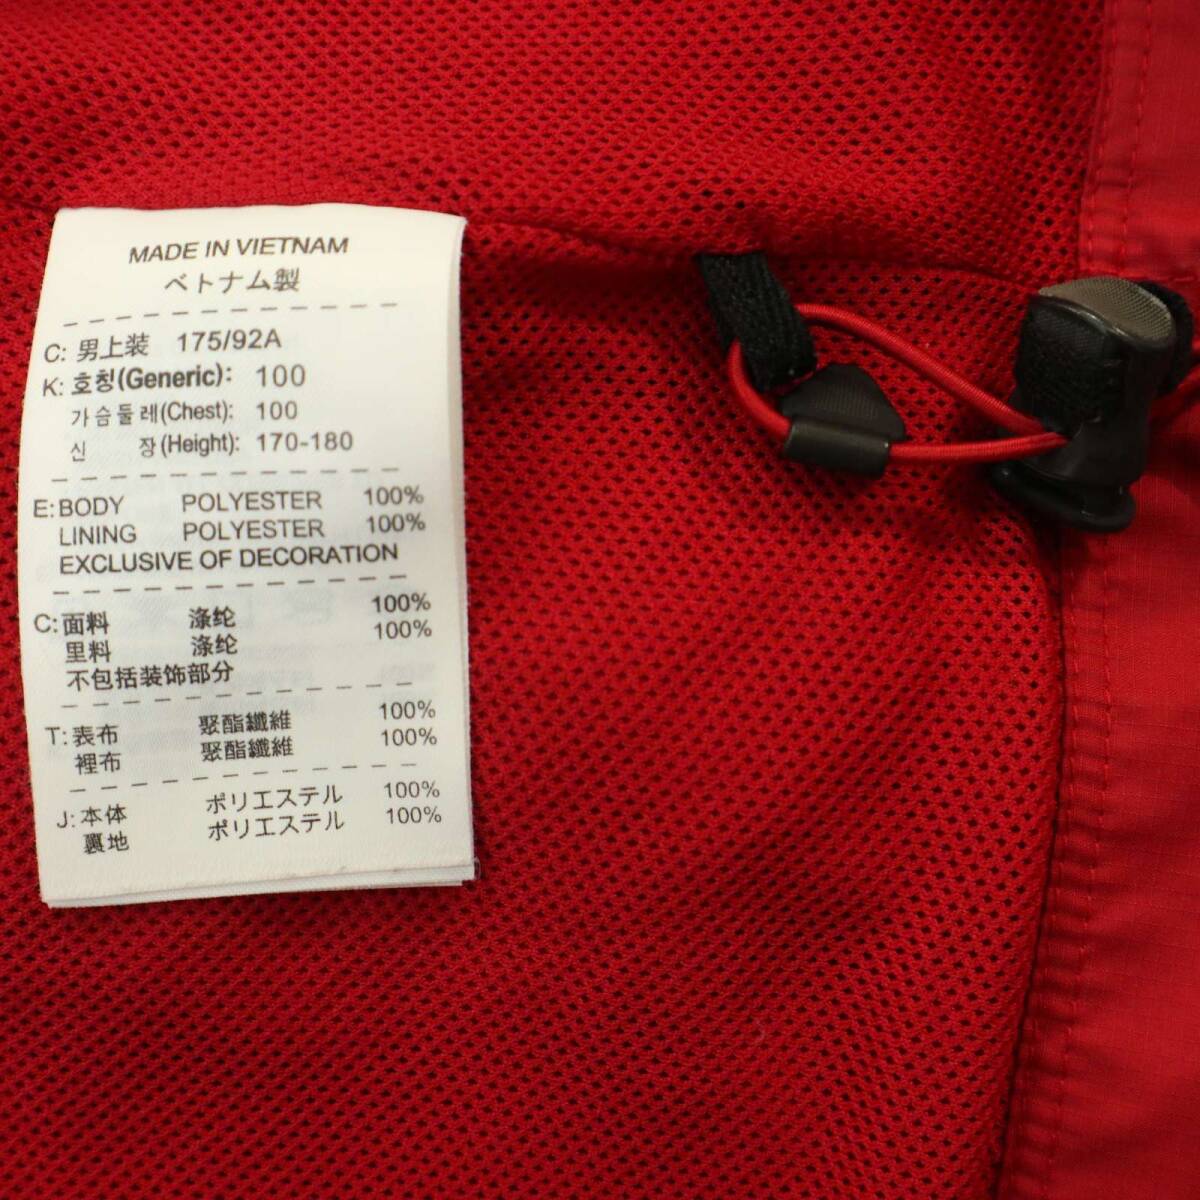 MADE IN VIETNAM
ベトナム製
C: 男上装 175/92A
K: 호칭(Generic): 100
가슴둘레(Chest): 100
신 장(Height): 170-180
E: BODY POLYESTER 100%
LINING POLYESTER 100%
EXCLUSIVE OF DECORATION
C: 面料 涤纶 100%
里料 涤纶 100%
不包括装饰部分
T: 表布 聚酯纖維 100%
裡布 聚酯纖維 100%
J: 本体 ポリエステル 100%
裏地 ポリエステル 100%